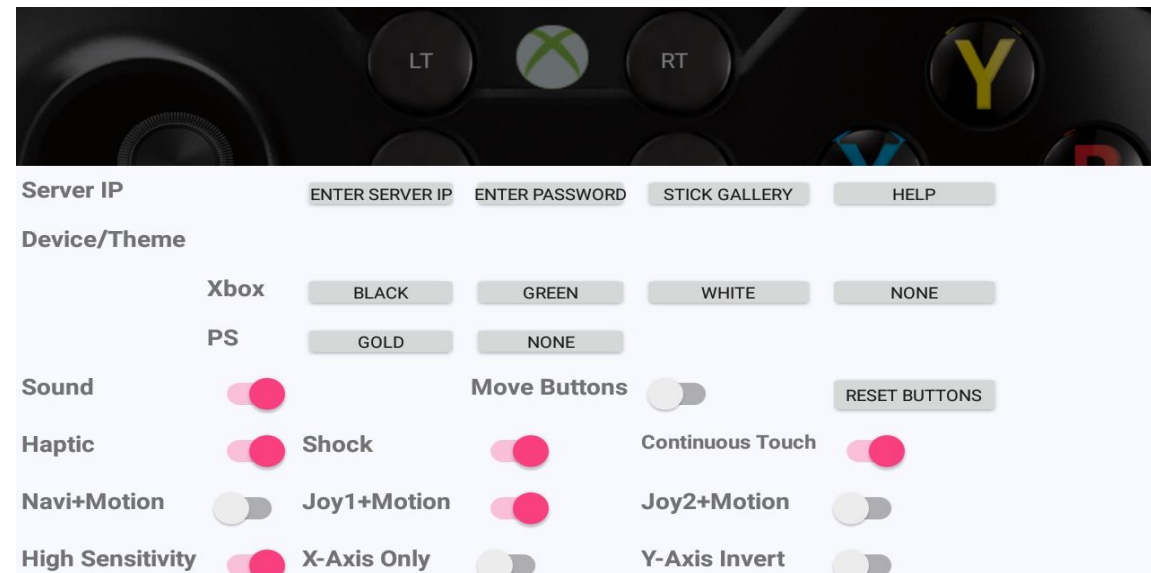 LT RT Y
X B
Server IP ENTER SERVER IP ENTER PASSWORD STICK GALLERY HELP
Device/Theme
Xbox BLACK GREEN WHITE NONE
PS GOLD NONE
Sound Move Buttons RESET BUTTONS
Haptic Shock Continuous Touch
Navi+Motion Joy1+Motion Joy2+Motion
High Sensitivity X-Axis Only Y-Axis Invert